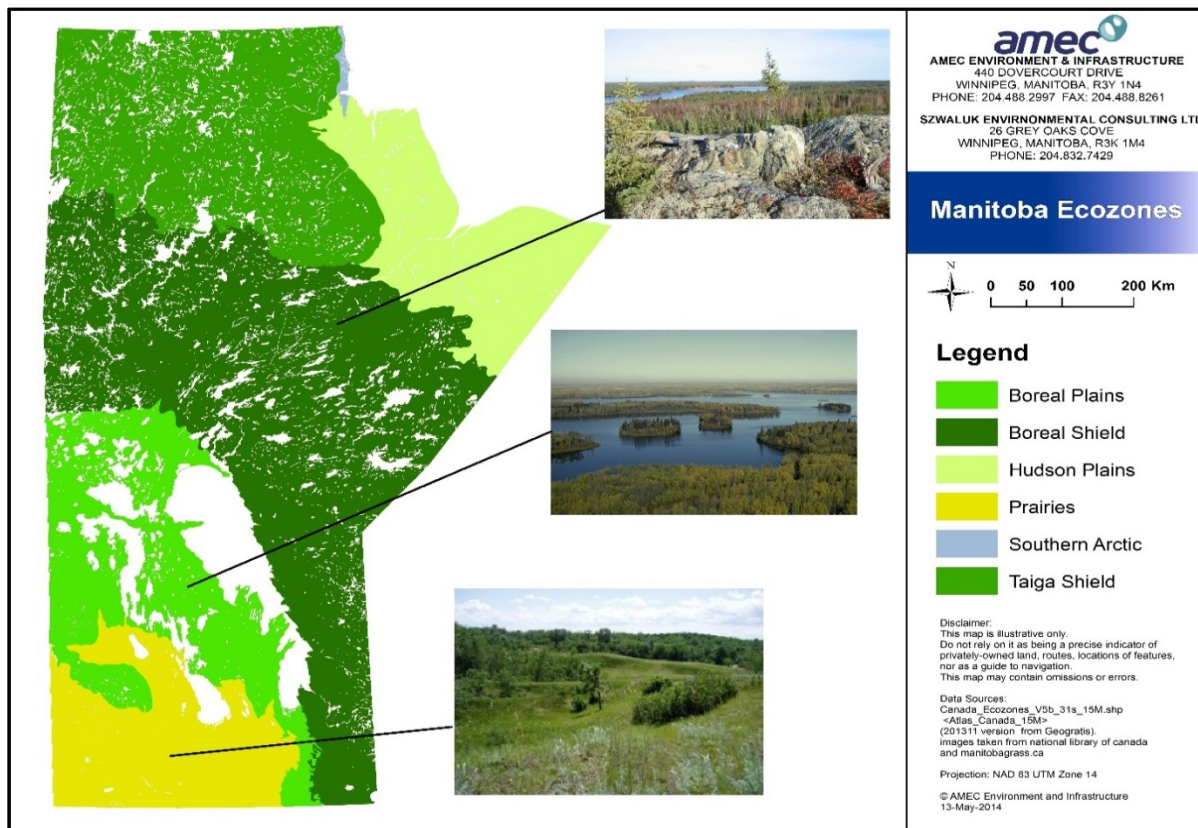 amec
AMEC ENVIRONMENT & INFRASTRUCTURE
440 DOVERCOURT DRIVE
WINNIPEG, MANITOBA, R3Y 1N4
PHONE: 204.488.2997 FAX: 204.488.8261
SZWALUK ENVIRNONMENTAL CONSULTING LTD
26 GREY OAKS COVE
WINNIPEG, MANITOBA, R3K 1M4
PHONE: 204.832.7429
Manitoba Ecozones
N
0 50 100 200 Km
Legend
Boreal Plains
Boreal Shield
Hudson Plains
Prairies
Southern Arctic
Taiga Shield
Disclaimer:
This map is illustrative only.
Do not rely on it as being a precise indicator of
privately-owned land, routes, locations of features,
nor as a guide to navigation.
This map may contain omissions or errors.
Data Sources:
Canada_Ecozones_V5b_31s_15M.shp
<Atlas_Canada_15M>
(201311 version from Geogratis).
images taken from national library of canada
and manitobagrass.ca
Projection: NAD 83 UTM Zone 14
© AMEC Environment and Infrastructure
13-May-2014